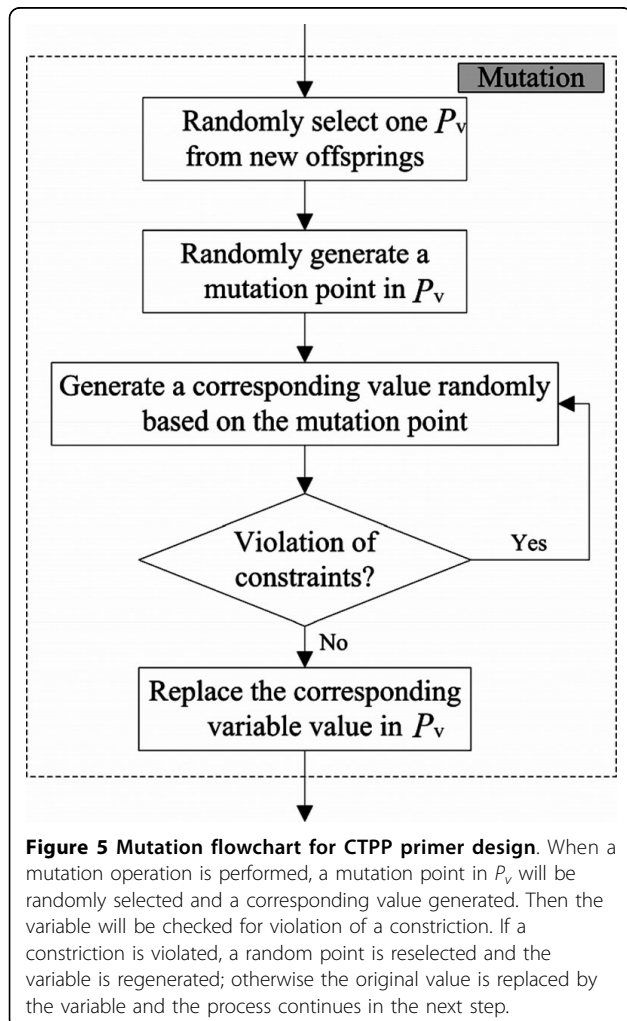 Mutation
Randomly select one Pv
from new offsprings
Randomly generate a
mutation point in Pv
Generate a corresponding value randomly
based on the mutation point
Violation of
constraints?
Yes
No
Replace the corresponding
variable value in Pv
Figure 5 Mutation flowchart for CTPP primer design. When a
mutation operation is performed, a mutation point in Pv will be
randomly selected and a corresponding value generated. Then the
variable will be checked for violation of a constriction. If a
constriction is violated, a random point is reselected and the
variable is regenerated; otherwise the original value is replaced by
the variable and the process continues in the next step.